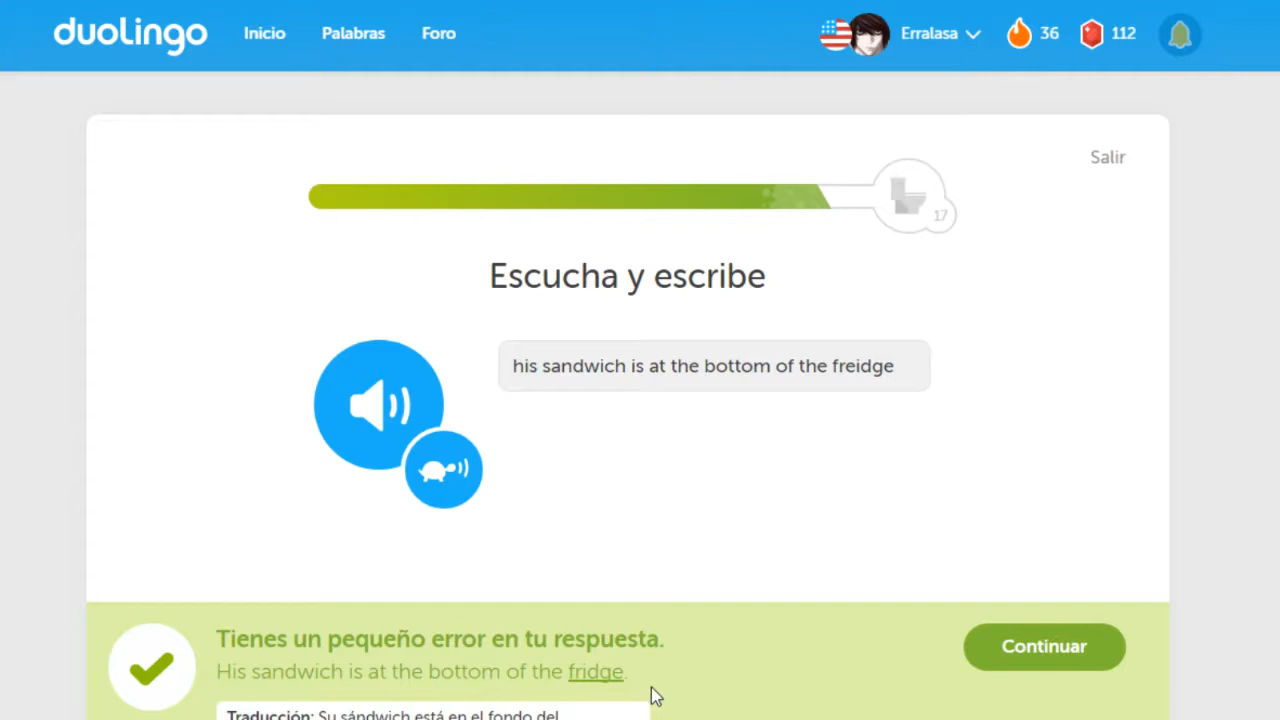 duolingo Inicio Palabras Foro Erralasa 36 112
Salir
17
Escucha y escribe
his sandwich is at the bottom of the freidge
Tienes un pequeño error en tu respuesta. Continuar
His sandwich is at the bottom of the fridge.
Traducción: Su sándwich está en el fondo del